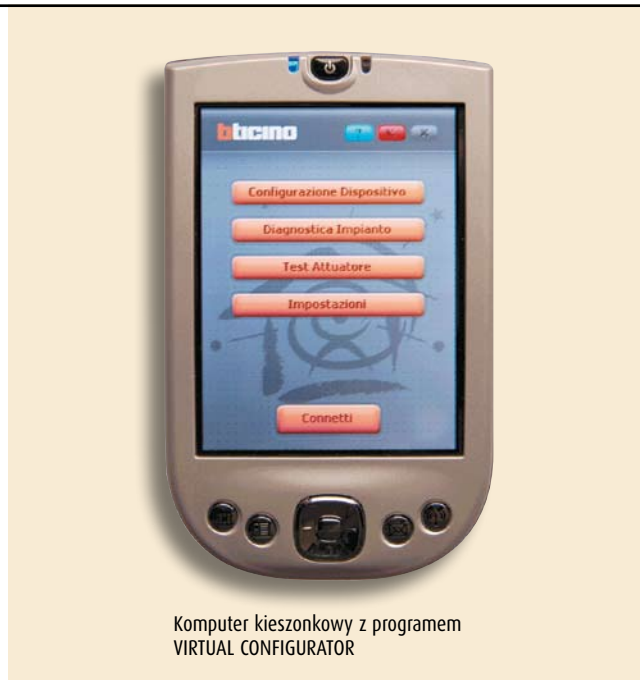 bticino
? X
Configurazione Dispositivo
Diagnostica Impianto
Test Attuatore
Impostazioni
Connetti
Komputer kieszonkowy z programem
VIRTUAL CONFIGURATOR